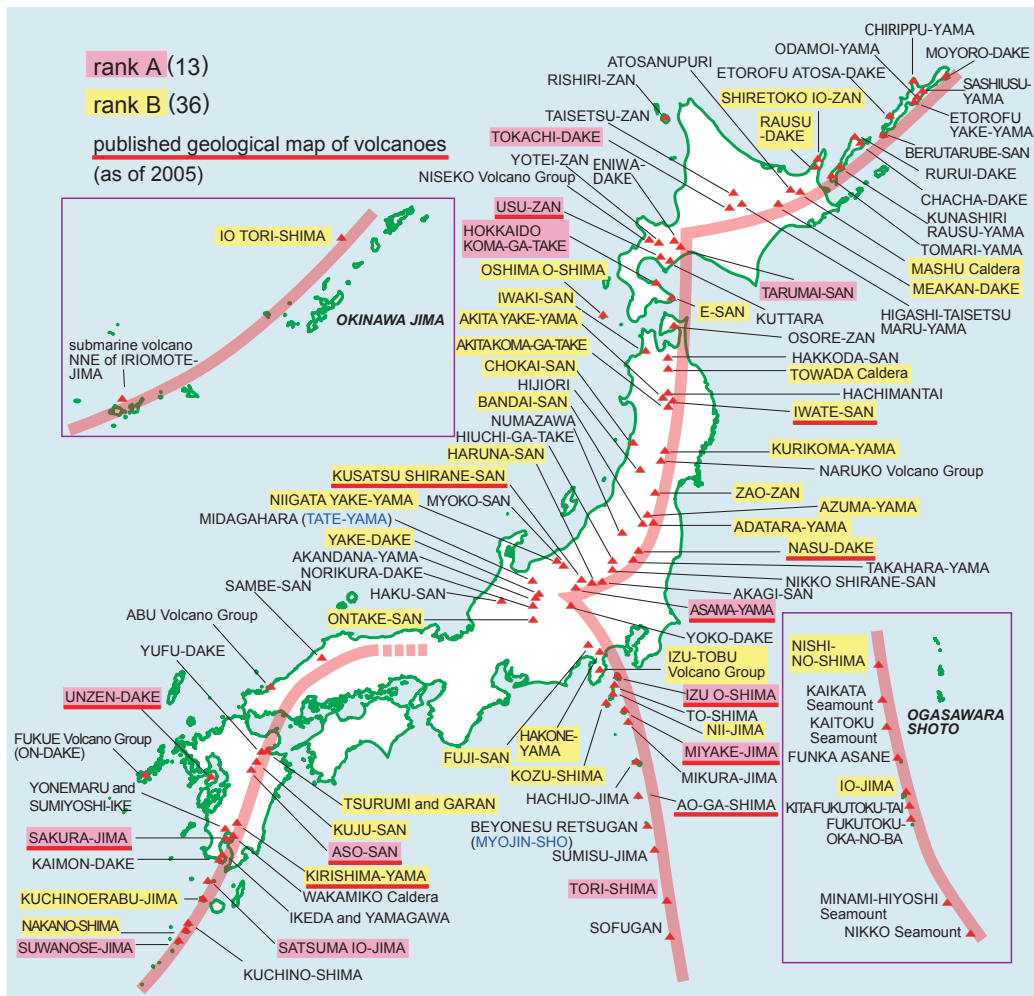 rank A (13)
rank B (36)
published geological map of volcanoes
(as of 2005)
CHIRIPPU-YAMA
ODAMOI-YAMA
MOYORO-DAKE
ATOSANUPURI
ETOROFU ATOSA-DAKE
RISHIRI-ZAN
SHIRETOKO IO-ZAN
SASHIUSU-
YAMA
TAISETSU-ZAN
RAUSU
-DAKE
ETOROFU
YAKE-YAMA
TOKACHI-DAKE
BERUTARUBE-SAN
YOTEI-ZAN
ENIWA-
DAKE
RURUI-DAKE
NISEKO Volcano Group
CHACHA-DAKE
USU-ZAN
KUNASHIRI
RAUSU-YAMA
HOKKAIDO
KOMA-GA-TAKE
TOMARI-YAMA
OSHIMA O-SHIMA
MASHU Caldera
MEAKAN-DAKE
TARUMAI-SAN
IWAKI-SAN
E-SAN
KUTTARA
HIGASHI-TAISETSU
MARU-YAMA
AKITA YAKE-YAMA
OSORE-ZAN
AKITAKOMA-GA-TAKE
HAKKODA-SAN
CHOKAI-SAN
TOWADA Caldera
HIJIORI
HACHIMANTAI
BANDAI-SAN
IWATE-SAN
NUMAZAWA
HIUCHI-GA-TAKE
KURIKOMA-YAMA
HARUNA-SAN
NARUKO Volcano Group
KUSATSU SHIRANE-SAN
ZAO-ZAN
NIIGATA YAKE-YAMA
MYOKO-SAN
AZUMA-YAMA
MIDAGAHARA (TATE-YAMA)
ADATARA-YAMA
YAKE-DAKE
NASU-DAKE
AKANDANA-YAMA
TAKAHARA-YAMA
NORIKURA-DAKE
NIKKO SHIRANE-SAN
SAMBE-SAN
HAKU-SAN
AKAGI-SAN
ASAMA-YAMA
ONTAKE-SAN
ABU Volcano Group
YOKO-DAKE
YUFU-DAKE
IZU-TOBU
Volcano Group
UNZEN-DAKE
IZU O-SHIMA
TO-SHIMA
HAKONE-
YAMA
NII-JIMA
FUJI-SAN
MIYAKE-JIMA
FUKUE Volcano Group
(ON-DAKE)
KOZU-SHIMA
MIKURA-JIMA
YONEMARU and
SUMIYOSHI-IKE
TSURUMI and GARAN
HACHIJO-JIMA
AO-GA-SHIMA
KUJU-SAN
BEYONESU RETSUGAN
(MYOJIN-SHO)
SAKURA-JIMA
ASO-SAN
SUMISU-JIMA
KAIMON-DAKE
KIRISHIMA-YAMA
WAKAMIKO Caldera
TORI-SHIMA
KUCHINOERABU-JIMA
IKEDA and YAMAGAWA
NAKANO-SHIMA
SOFUGAN
SUWANOSE-JIMA
SATSUMA IO-JIMA
KUCHINO-SHIMA
IO TORI-SHIMA
OKINAWA JIMA
submarine volcano
NNE of IRIOMOTE-
JIMA
NISHI-
NO-SHIMA
KAIKATA
Seamount
KAITOKU
Seamount
OGASAWARA
SHOTO
FUNKA ASANE
IO-JIMA
KITAFUKUTOKU-TAI
FUKUTOKU-
OKA-NO-BA
MINAMI-HIYOSHI
Seamount
NIKKO Seamount